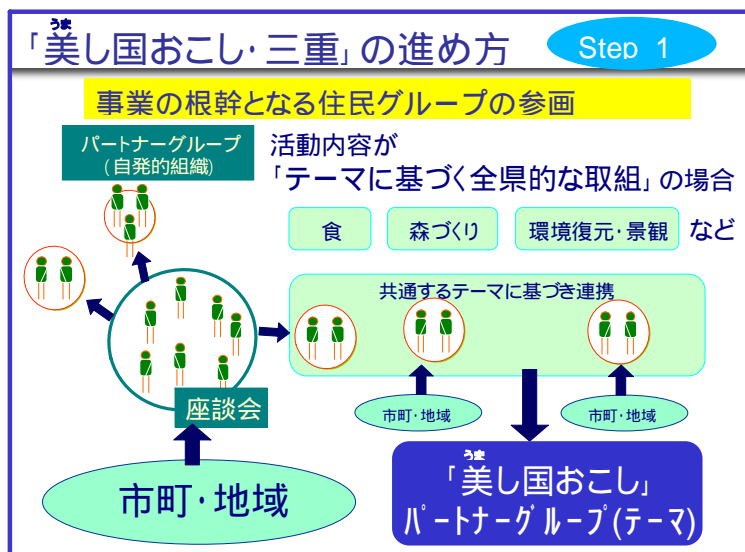 うま
「美し国おこし・三重」の進め方
Step 1
事業の根幹となる住民グループの参画
パートナーグループ
(自発的組織)
活動内容が
「テーマに基づく全県的な取組」の場合
食
森づくり
環境復元・景観
など
共通するテーマに基づき連携
座談会
市町・地域
市町・地域
市町・地域
うま
「美し国おこし」
パートナーグループ(テーマ)